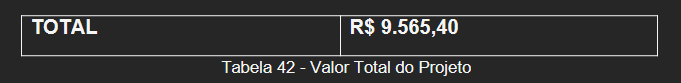 TOTAL R$ 9.565,40
Tabela 42 - Valor Total do Projeto